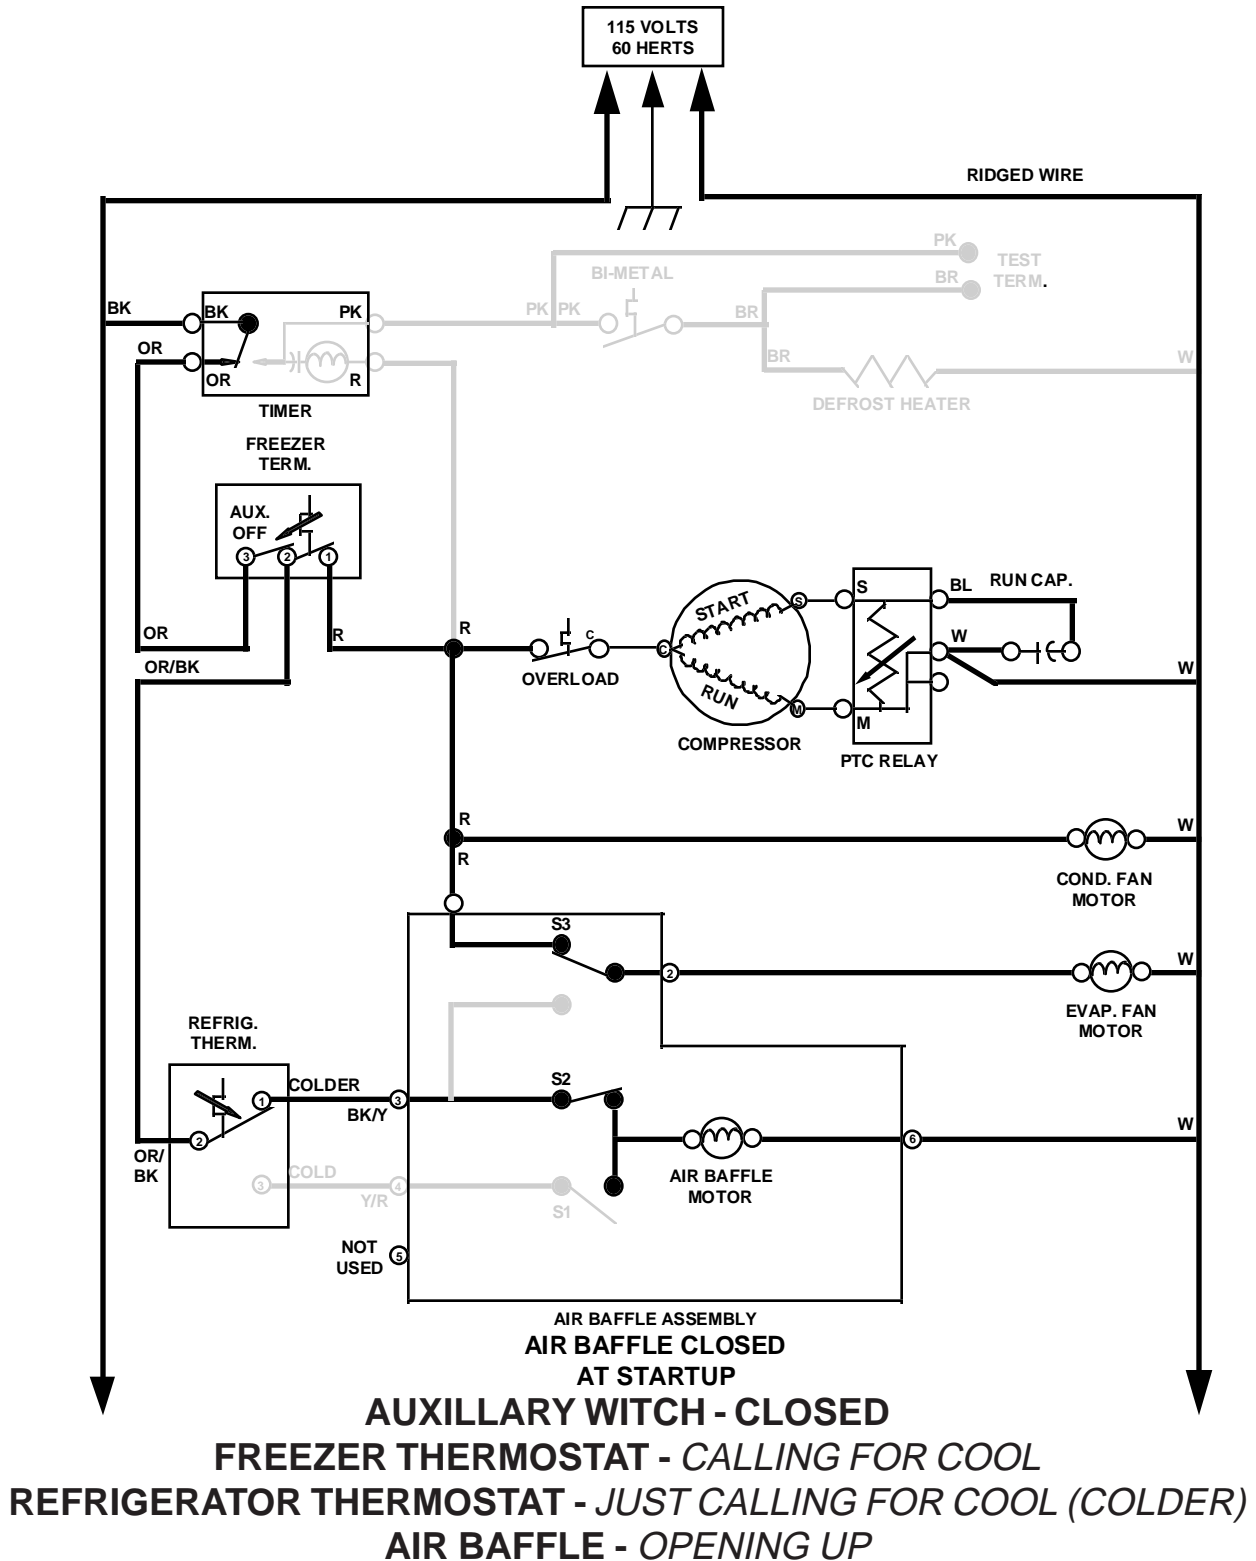 115 VOLTS
60 HERTS
RIDGED WIRE
PK
BI-METAL
TEST
BR
TERM.
BK
BK
PK
PK PK
BR
OR
OR
R
BR
W
TIMER
DEFROST HEATER
FREEZER
TERM.
AUX.
OFF
3 2 1
OR
R
R
OR/BK
OVERLOAD
C
C
START
RUN
S
M
COMPRESSOR
S
M
PTC RELAY
BL
RUN CAP.
W
W
R
R
W
COND. FAN
MOTOR
S3
2
W
EVAP. FAN
MOTOR
REFRIG.
THERM.
1
COLDER
3
BK/Y
S2
2
OR/
BK
3
COLD
4
Y/R
S1
AIR BAFFLE
MOTOR
6
W
NOT
USED
5
AIR BAFFLE ASSEMBLY
AIR BAFFLE CLOSED
AT STARTUP
AUXILLARY WITCH - CLOSED
FREEZER THERMOSTAT - CALLING FOR COOL
REFRIGERATOR THERMOSTAT - JUST CALLING FOR COOL (COLDER)
AIR BAFFLE - OPENING UP